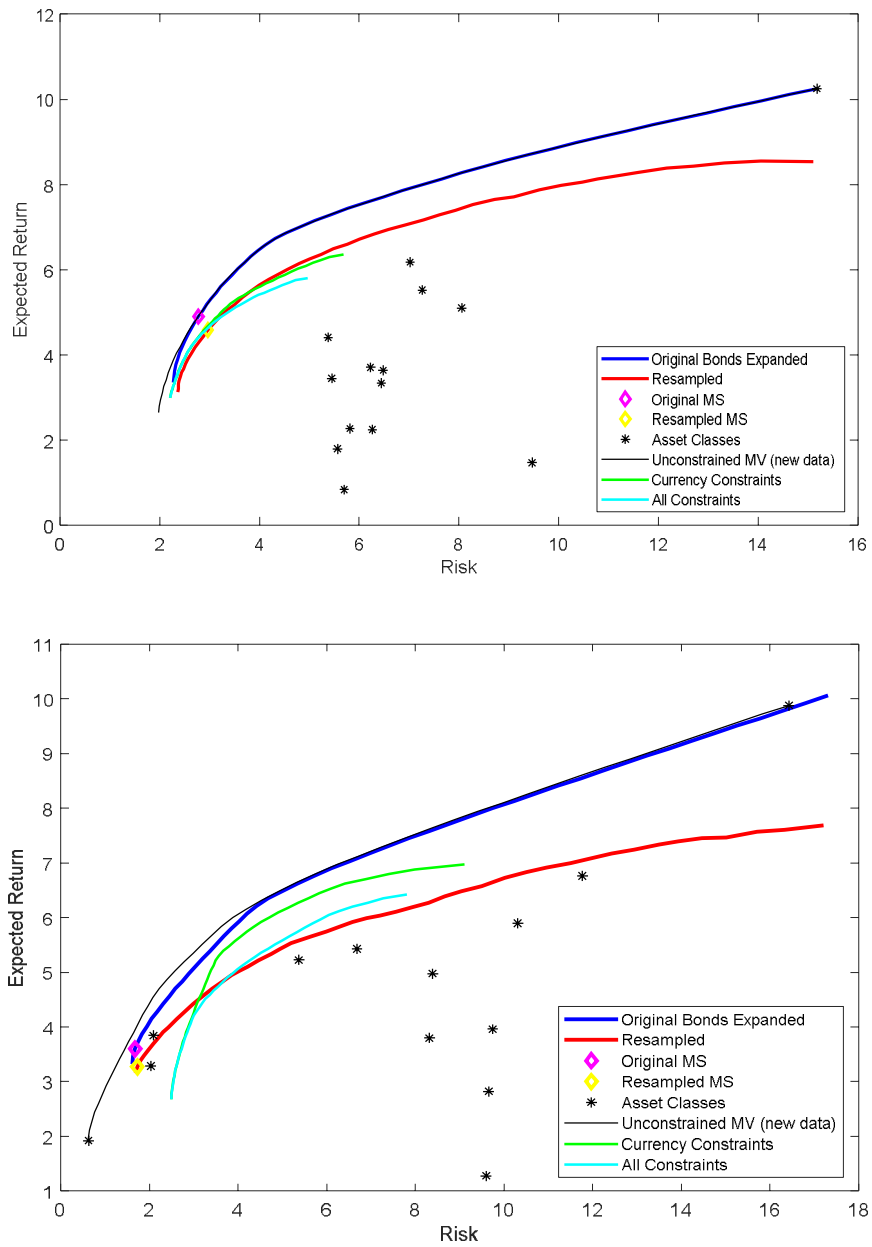 12
10
8
6
4
2
0
Expected Return
0 2 4 6 8 10 12 14 16
Risk
Original Bonds Expanded
Resampled
Original MS
Resampled MS
Asset Classes
Unconstrained MV (new data)
Currency Constraints
All Constraints
11
10
9
8
7
6
5
4
3
2
1
Expected Return
0 2 4 6 8 10 12 14 16 18
Risk
Original Bonds Expanded
Resampled
Original MS
Resampled MS
Asset Classes
Unconstrained MV (new data)
Currency Constraints
All Constraints